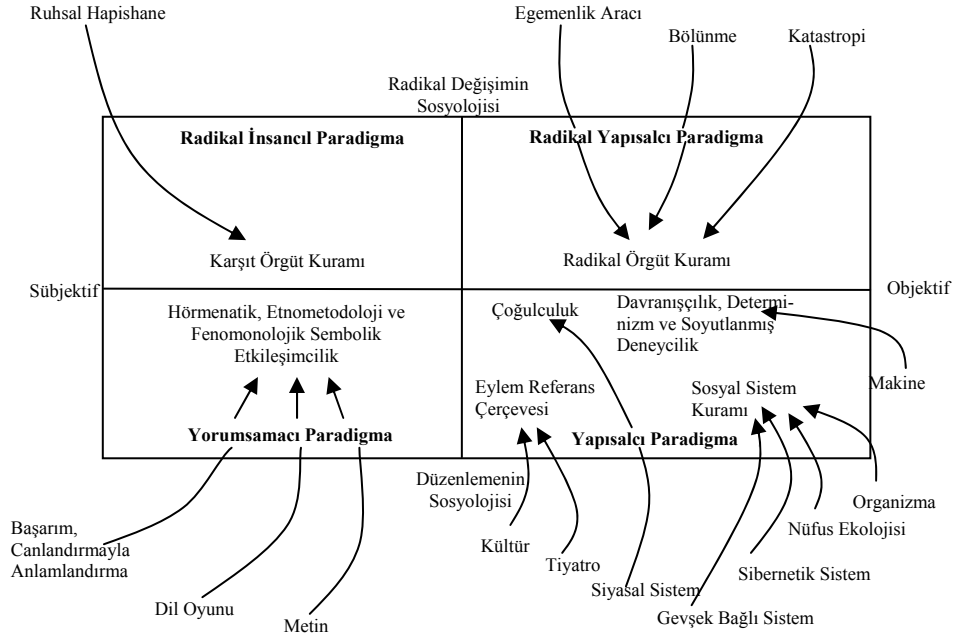 Ruhsal Hapishane
Egemenlik Aracı
Bölünme
Katastropi
Radikal Değişimin
Sosyolojisi
Radikal İnsancıl Paradigma
Radikal Yapısalcı Paradigma
Karşıt Örgüt Kuramı
Radikal Örgüt Kuramı
Sübjektif
Objektif
Hörmenatik, Etnometodoloji ve
Fenomonolojik Sembolik
Etkileşimcilik
Çoğulculuk
Davranışçılık, Determi-
nizm ve Soyutlanmış
Deneycilik
Eylem Referans
Çerçevesi
Sosyal Sistem
Kuramı
Makine
Yorumsamacı Paradigma
Yapısalcı Paradigma
Düzenlemenin
Sosyolojisi
Organizma
Nüfus Ekolojisi
Başarım,
Canlandırmayla
Anlamlandırma
Kültür
Tiyatro
Sibernetik Sistem
Siyasal Sistem
Dil Oyunu
Metin
Gevşek Bağlı Sistem